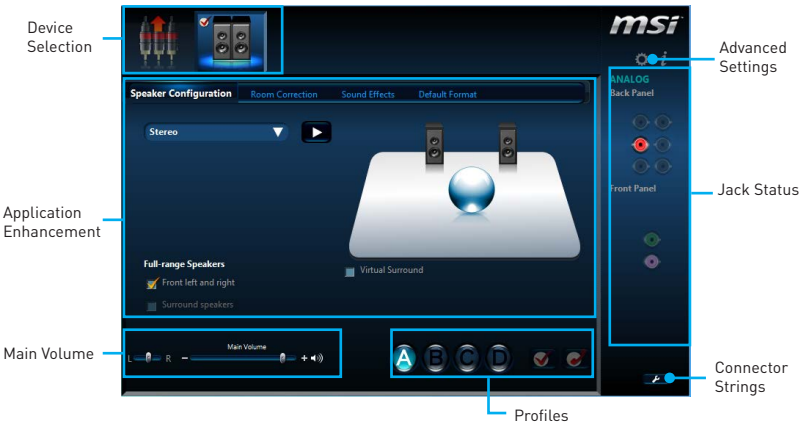 Device
Selection
msi
Advanced
Settings
ANALOG
Back Panel
Speaker Configuration
Room Correction
Sound Effects
Default Format
Stereo
Jack Status
Front Panel
Application
Enhancement
Full-range Speakers
Front left and right
Surround speakers
Virtual Surround
Main Volume
Main Volume
L
R
A
B
C
D
Connector
Strings
Profiles